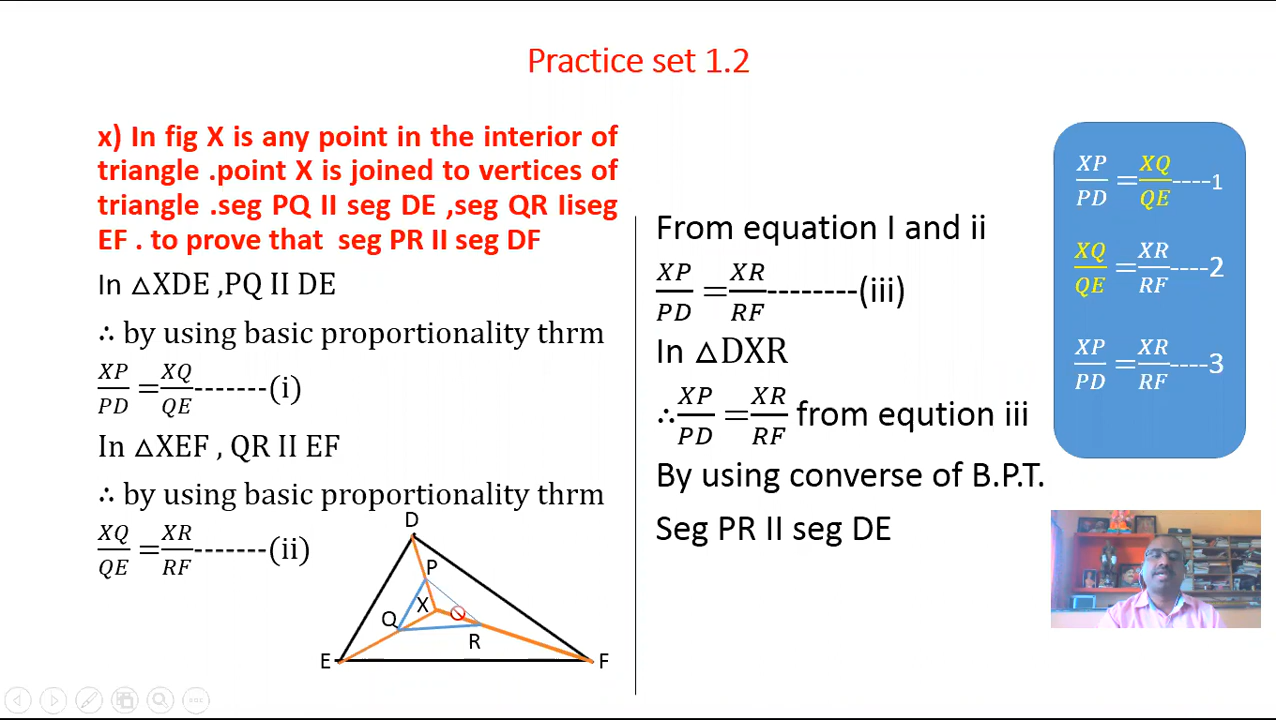 Practice set 1.2
x) In fig X is any point in the interior of
triangle .point X is joined to vertices of
triangle .seg PQ II seg DE ,seg QR IIseg
EF . to prove that seg PR II seg DF
In △XDE ,PQ II DE
∴ by using basic proportionality thrm
XP/PD =XQ/QE-------(i)
In △XEF , QR II EF
∴ by using basic proportionality thrm
XQ/QE =XR/RF-------(ii)
D
P
X
Q
R
E
F
From equation I and ii
XP/PD =XR/RF--------(iii)
In △DXR
∴XP/PD =XR/RF from eqution iii
By using converse of B.P.T.
Seg PR II seg DE
XP/PD =XQ/QE----1
XQ/QE =XR/RF----2
XP/PD =XR/RF----3